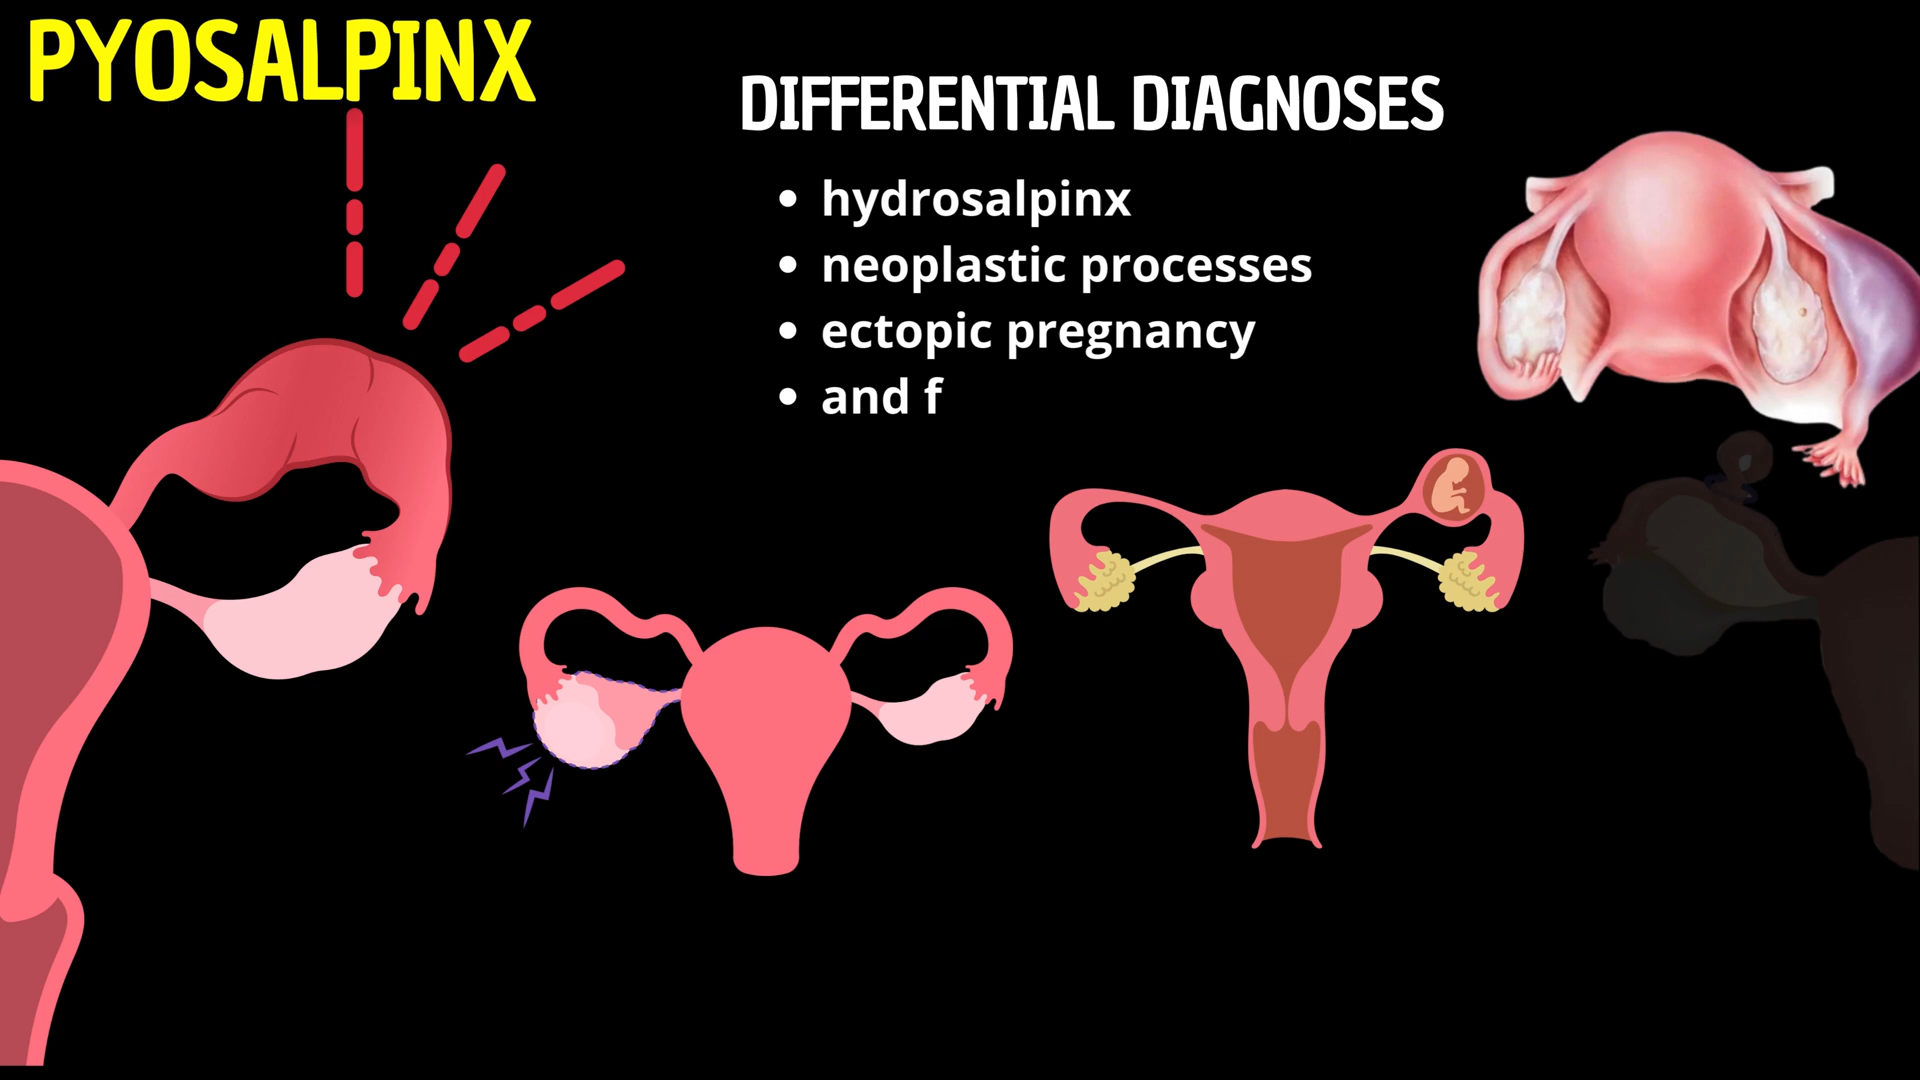 PYOSALPINX
DIFFERENTIAL DIAGNOSES
• hydrosalpinx
• neoplastic processes
• ectopic pregnancy
• and f